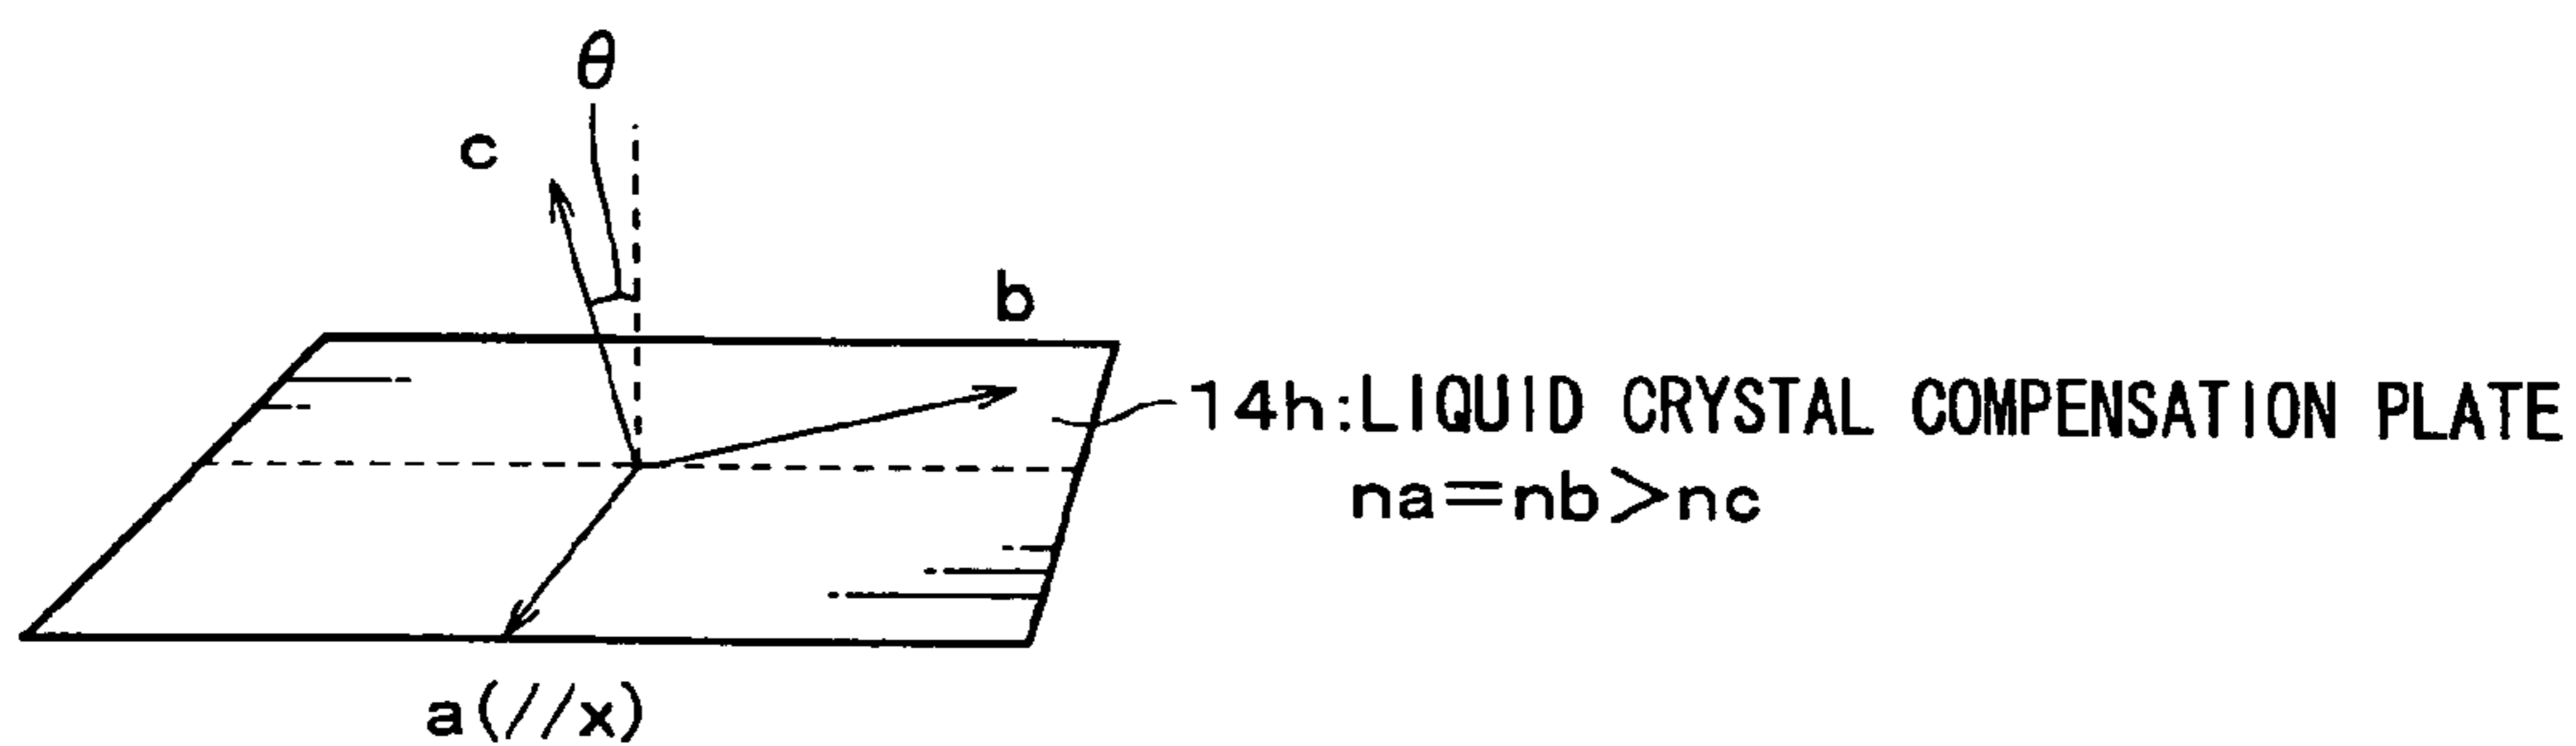 θ
c
b
14h:LIQUID CRYSTAL COMPENSATION PLATE
na=nb>nc
a(//x)